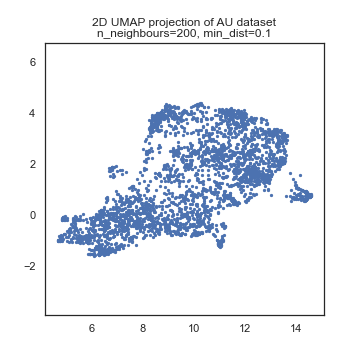 2D UMAP projection of AU dataset
n_neighbours=200, min_dist=0.1
6
4
2
0
−2
6 8 10 12 14